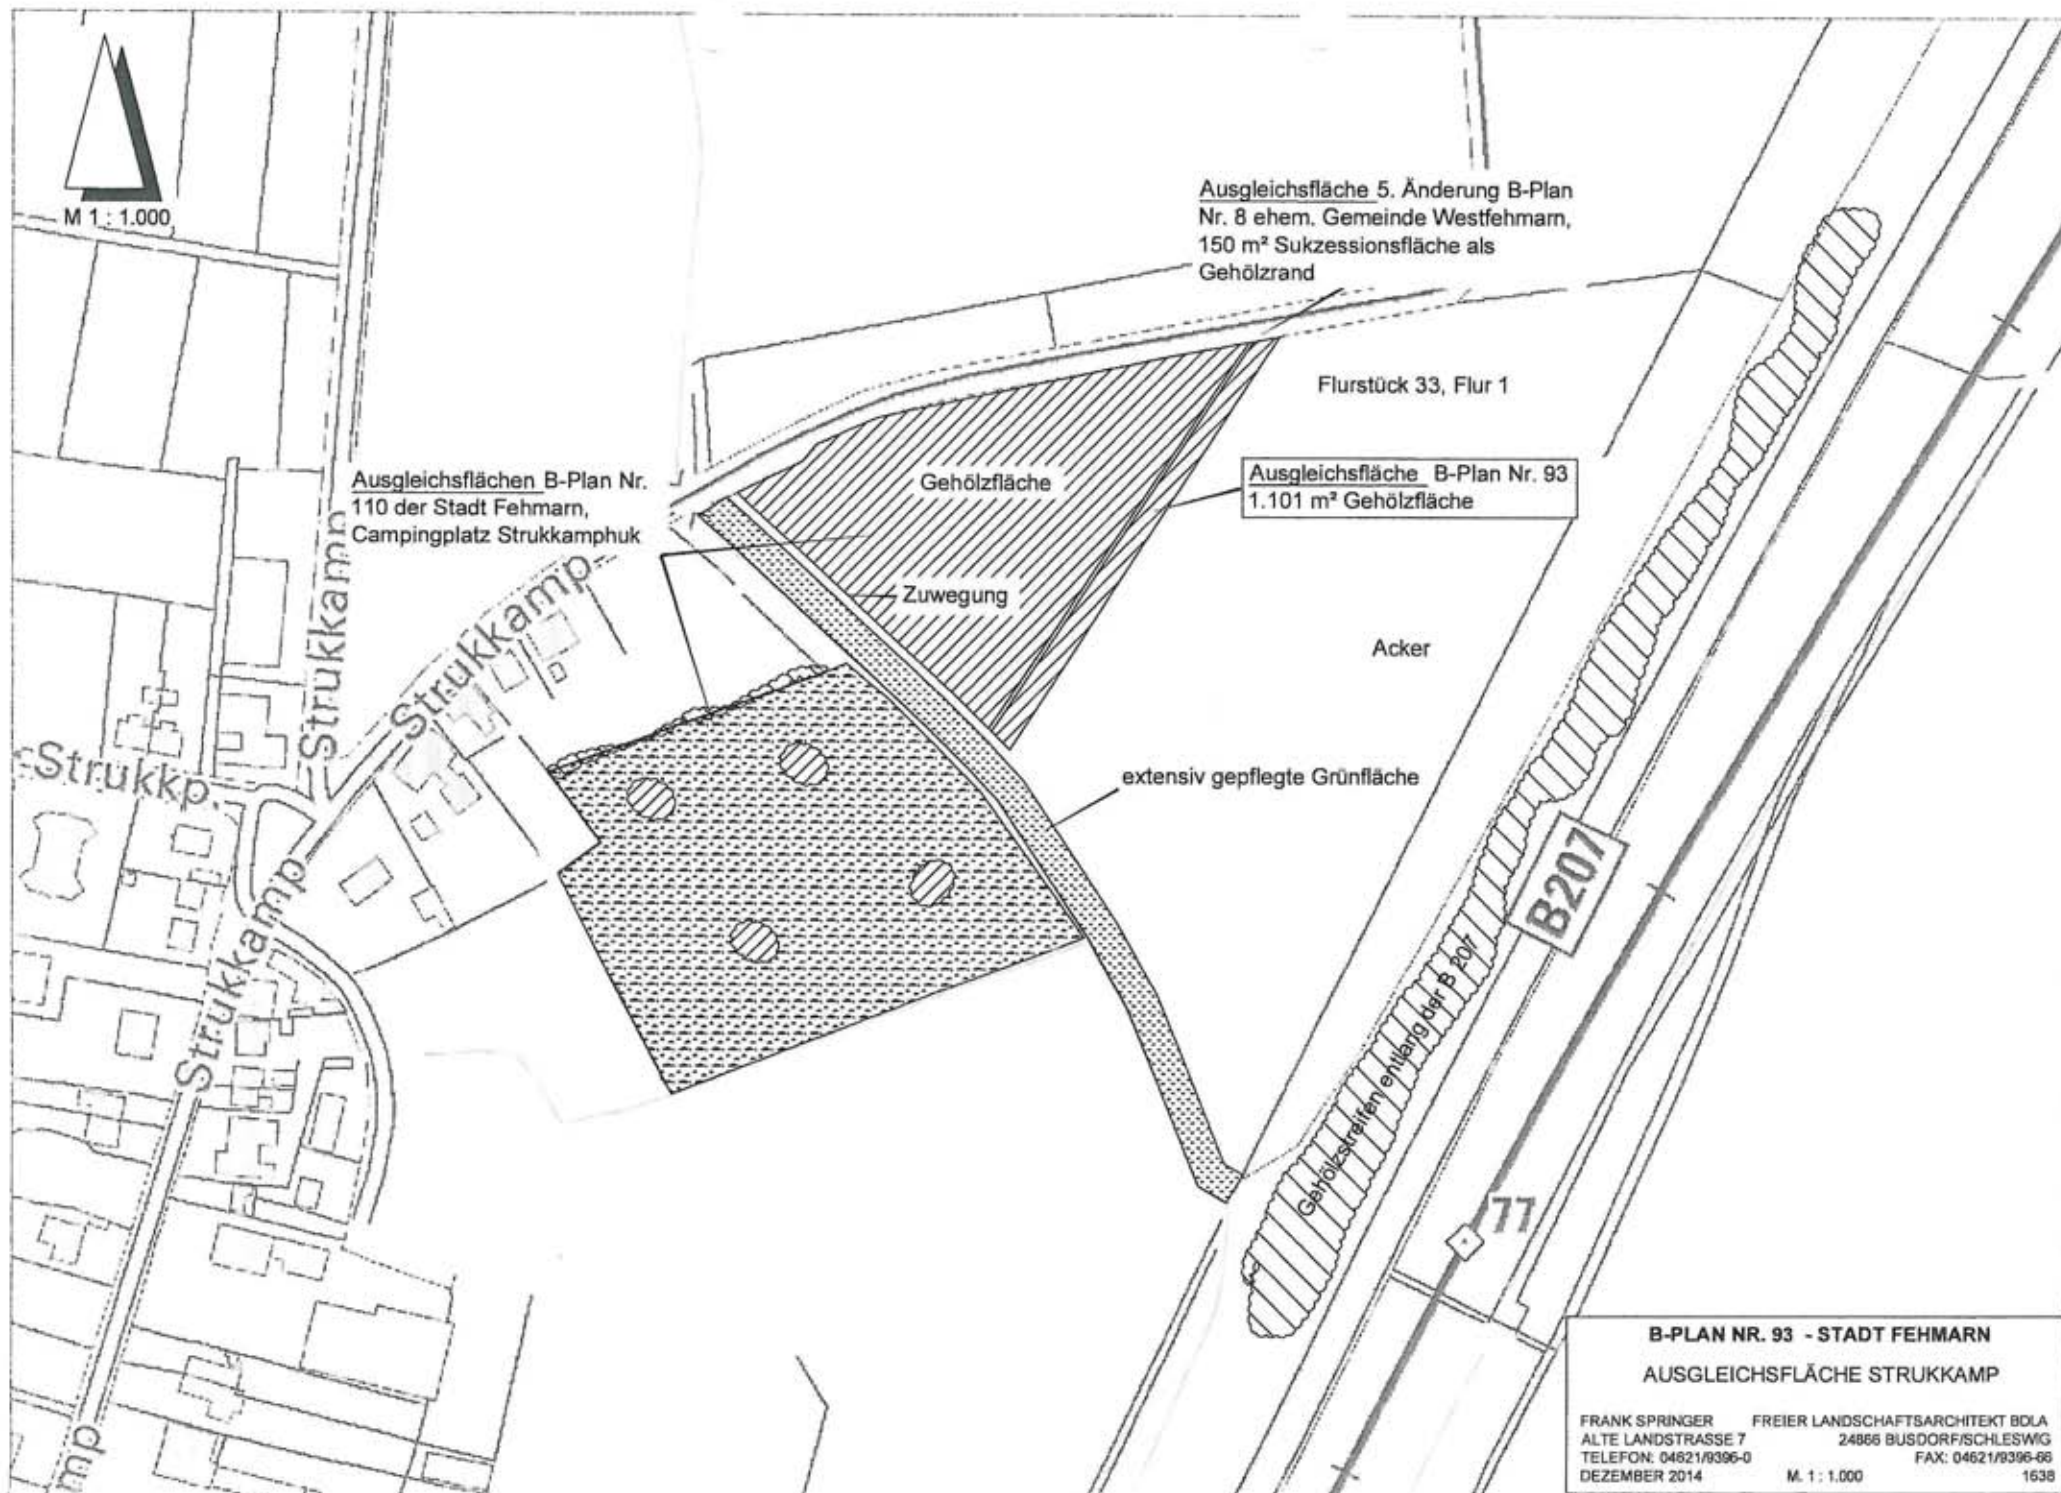 M 1 : 1.000
Ausgleichsfläche 5. Änderung B-Plan
Nr. 8 ehem. Gemeinde Westfehmarn,
150 m² Sukzessionsfläche als
Gehölzrand
Flurstück 33, Flur 1
Ausgleichsflächen B-Plan Nr.
110 der Stadt Fehmarn,
Campingplatz Strukkamphuk
Gehölzfläche
Ausgleichsfläche B-Plan Nr. 93
1.101 m² Gehölzfläche
Zuwegung
Acker
extensiv gepflegte Grünfläche
Strukkamp
Strukkamp
Strukkp.
Strukkamp
mp
B207
Gehölzstreifen entlang der B 207
77
B-PLAN NR. 93 - STADT FEHMARN
AUSGLEICHSFLÄCHE STRUKKAMP
FRANK SPRINGER FREIER LANDSCHAFTSARCHITEKT BDLA
ALTE LANDSTRASSE 7 24866 BUSDORF/SCHLESWIG
TELEFON: 04621/9396-0 FAX: 04621/9396-66
DEZEMBER 2014 M. 1 : 1.000 1638